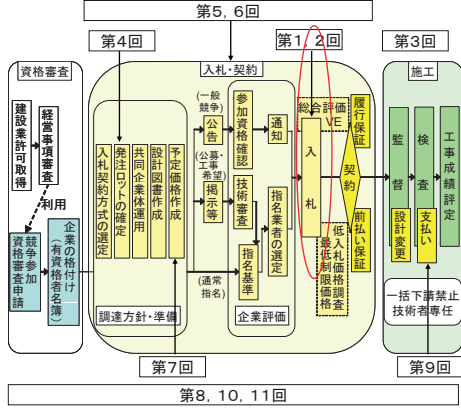 第5, 6回
第4回
第1, 2回
第3回
資格審査
入札・契約
施工
建設業許可取得
経営事項審査
利用
競争参加
資格審査申請
企業の格付け
(有資格者名簿)
入札契約方式の選定
発注ロットの確定
共同企業体運用
設計図書作成
予定価格作成
調達方針・準備
(一般
競争)
公告
(公募・
工事
希望)
掲示等
(通常
指名)
参加資格確認
技術審査
指名基準
通知
指名業者の選定
企業評価
総合評価
VE
入札
低入札価格調査
最低制限価格
履行保証
契約
前払い保証
監督
設計変更
検査
支払い
工事成績評定
一括下請禁止
技術者専任
第7回
第9回
第8, 10, 11回